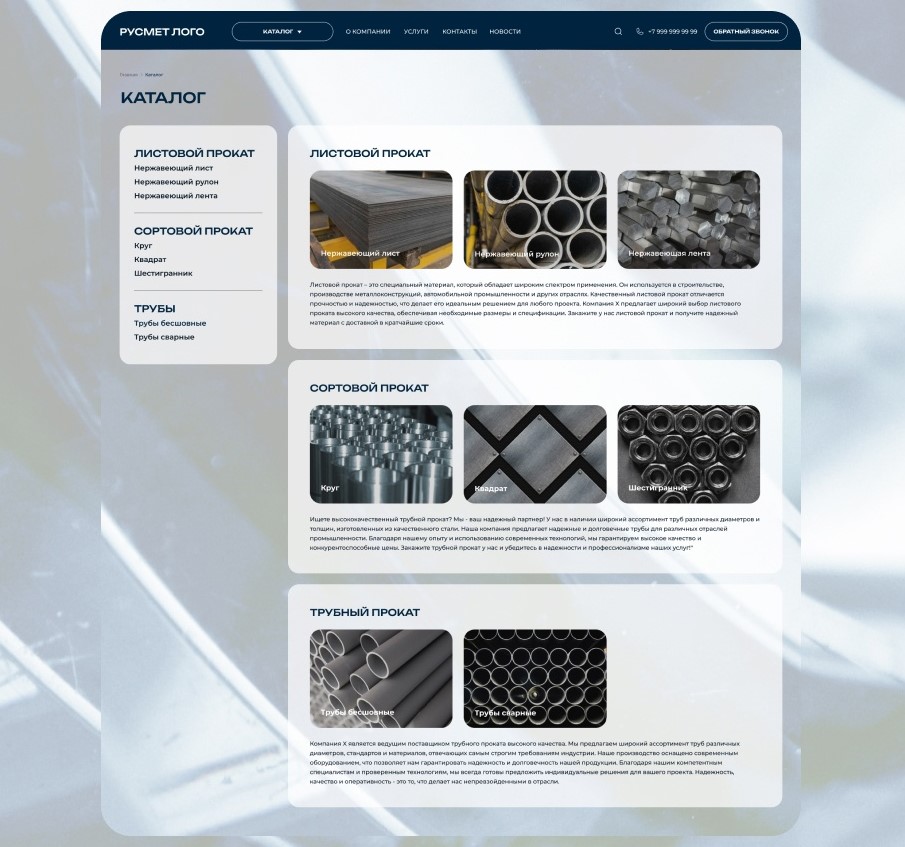 РУСМЕТ ЛОГО
КАТАЛОГ
О КОМПАНИИ
УСЛУГИ
КОНТАКТЫ
НОВОСТИ
+7 999 999 99 99
ОБРАТНЫЙ ЗВОНОК
Главная - Каталог
КАТАЛОГ
ЛИСТОВОЙ ПРОКАТ
Нержавеющий лист
Нержавеющий рулон
Нержавеющий лента
СОРТОВОЙ ПРОКАТ
Круг
Квадрат
Шестигранник
ТРУБЫ
Трубы бесшовные
Трубы сварные
ЛИСТОВОЙ ПРОКАТ
Нержавеющий лист
Нержавеющий рулон
Нержавеющая лента
Листовой прокат – это специальный материал, который обладает широким спектром применения. Он используется в строительстве,
производстве металлоконструкций, автомобильной промышленности и других отраслях. Качественный листовой прокат отличается
прочностью и надежностью, что делает его идеальным решением для любого проекта. Компания X предлагает широкий выбор листового
проката высокого качества, обеспечивая необходимые размеры и спецификации. Закажите у нас листовой прокат и получите надежный
материал с доставкой в кратчайшие сроки.
СОРТОВОЙ ПРОКАТ
Круг
Квадрат
Шестигранник
Ищете высококачественный трубной прокат? Мы - ваш надежный партнер! У нас в наличии широкий ассортимент труб различных диаметров и
толщин, изготовленных из качественного стали. Наша компания предлагает надежные и долговечные трубы для различных отраслей
промышленности. Благодаря нашему опыту и использованию современных технологий, мы гарантируем высокое качество и
конкурентоспособные цены. Закажите трубной прокат у нас и убедитесь в надежности и профессионализме наших услуг!"
ТРУБНЫЙ ПРОКАТ
Трубы бесшовные
Трубы сварные
Компания X является ведущим поставщиком трубного проката высокого качества. Мы предлагаем широкий ассортимент труб различных
диаметров, стандартов и материалов, отвечающих самым строгим требованиям индустрии. Наше производство оснащено современным
оборудованием, что позволяет нам гарантировать надежность и долговечность нашей продукции. Благодаря нашим компетентным
специалистам и проверенным технологиям, мы всегда готовы предложить индивидуальные решения для вашего проекта. Надежность,
качество и оперативность - это то, что делает нас непревзойденными в отрасли.